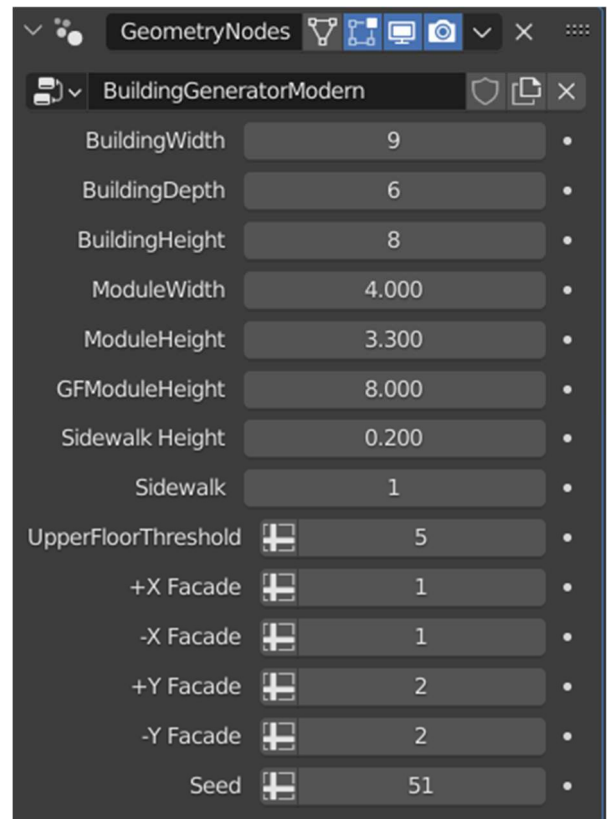 GeometryNodes
BuildingGeneratorModern
BuildingWidth 9
BuildingDepth 6
BuildingHeight 8
ModuleWidth 4.000
ModuleHeight 3.300
GFModuleHeight 8.000
Sidewalk Height 0.200
Sidewalk 1
UpperFloorThreshold 5
+X Facade 1
-X Facade 1
+Y Facade 2
-Y Facade 2
Seed 51